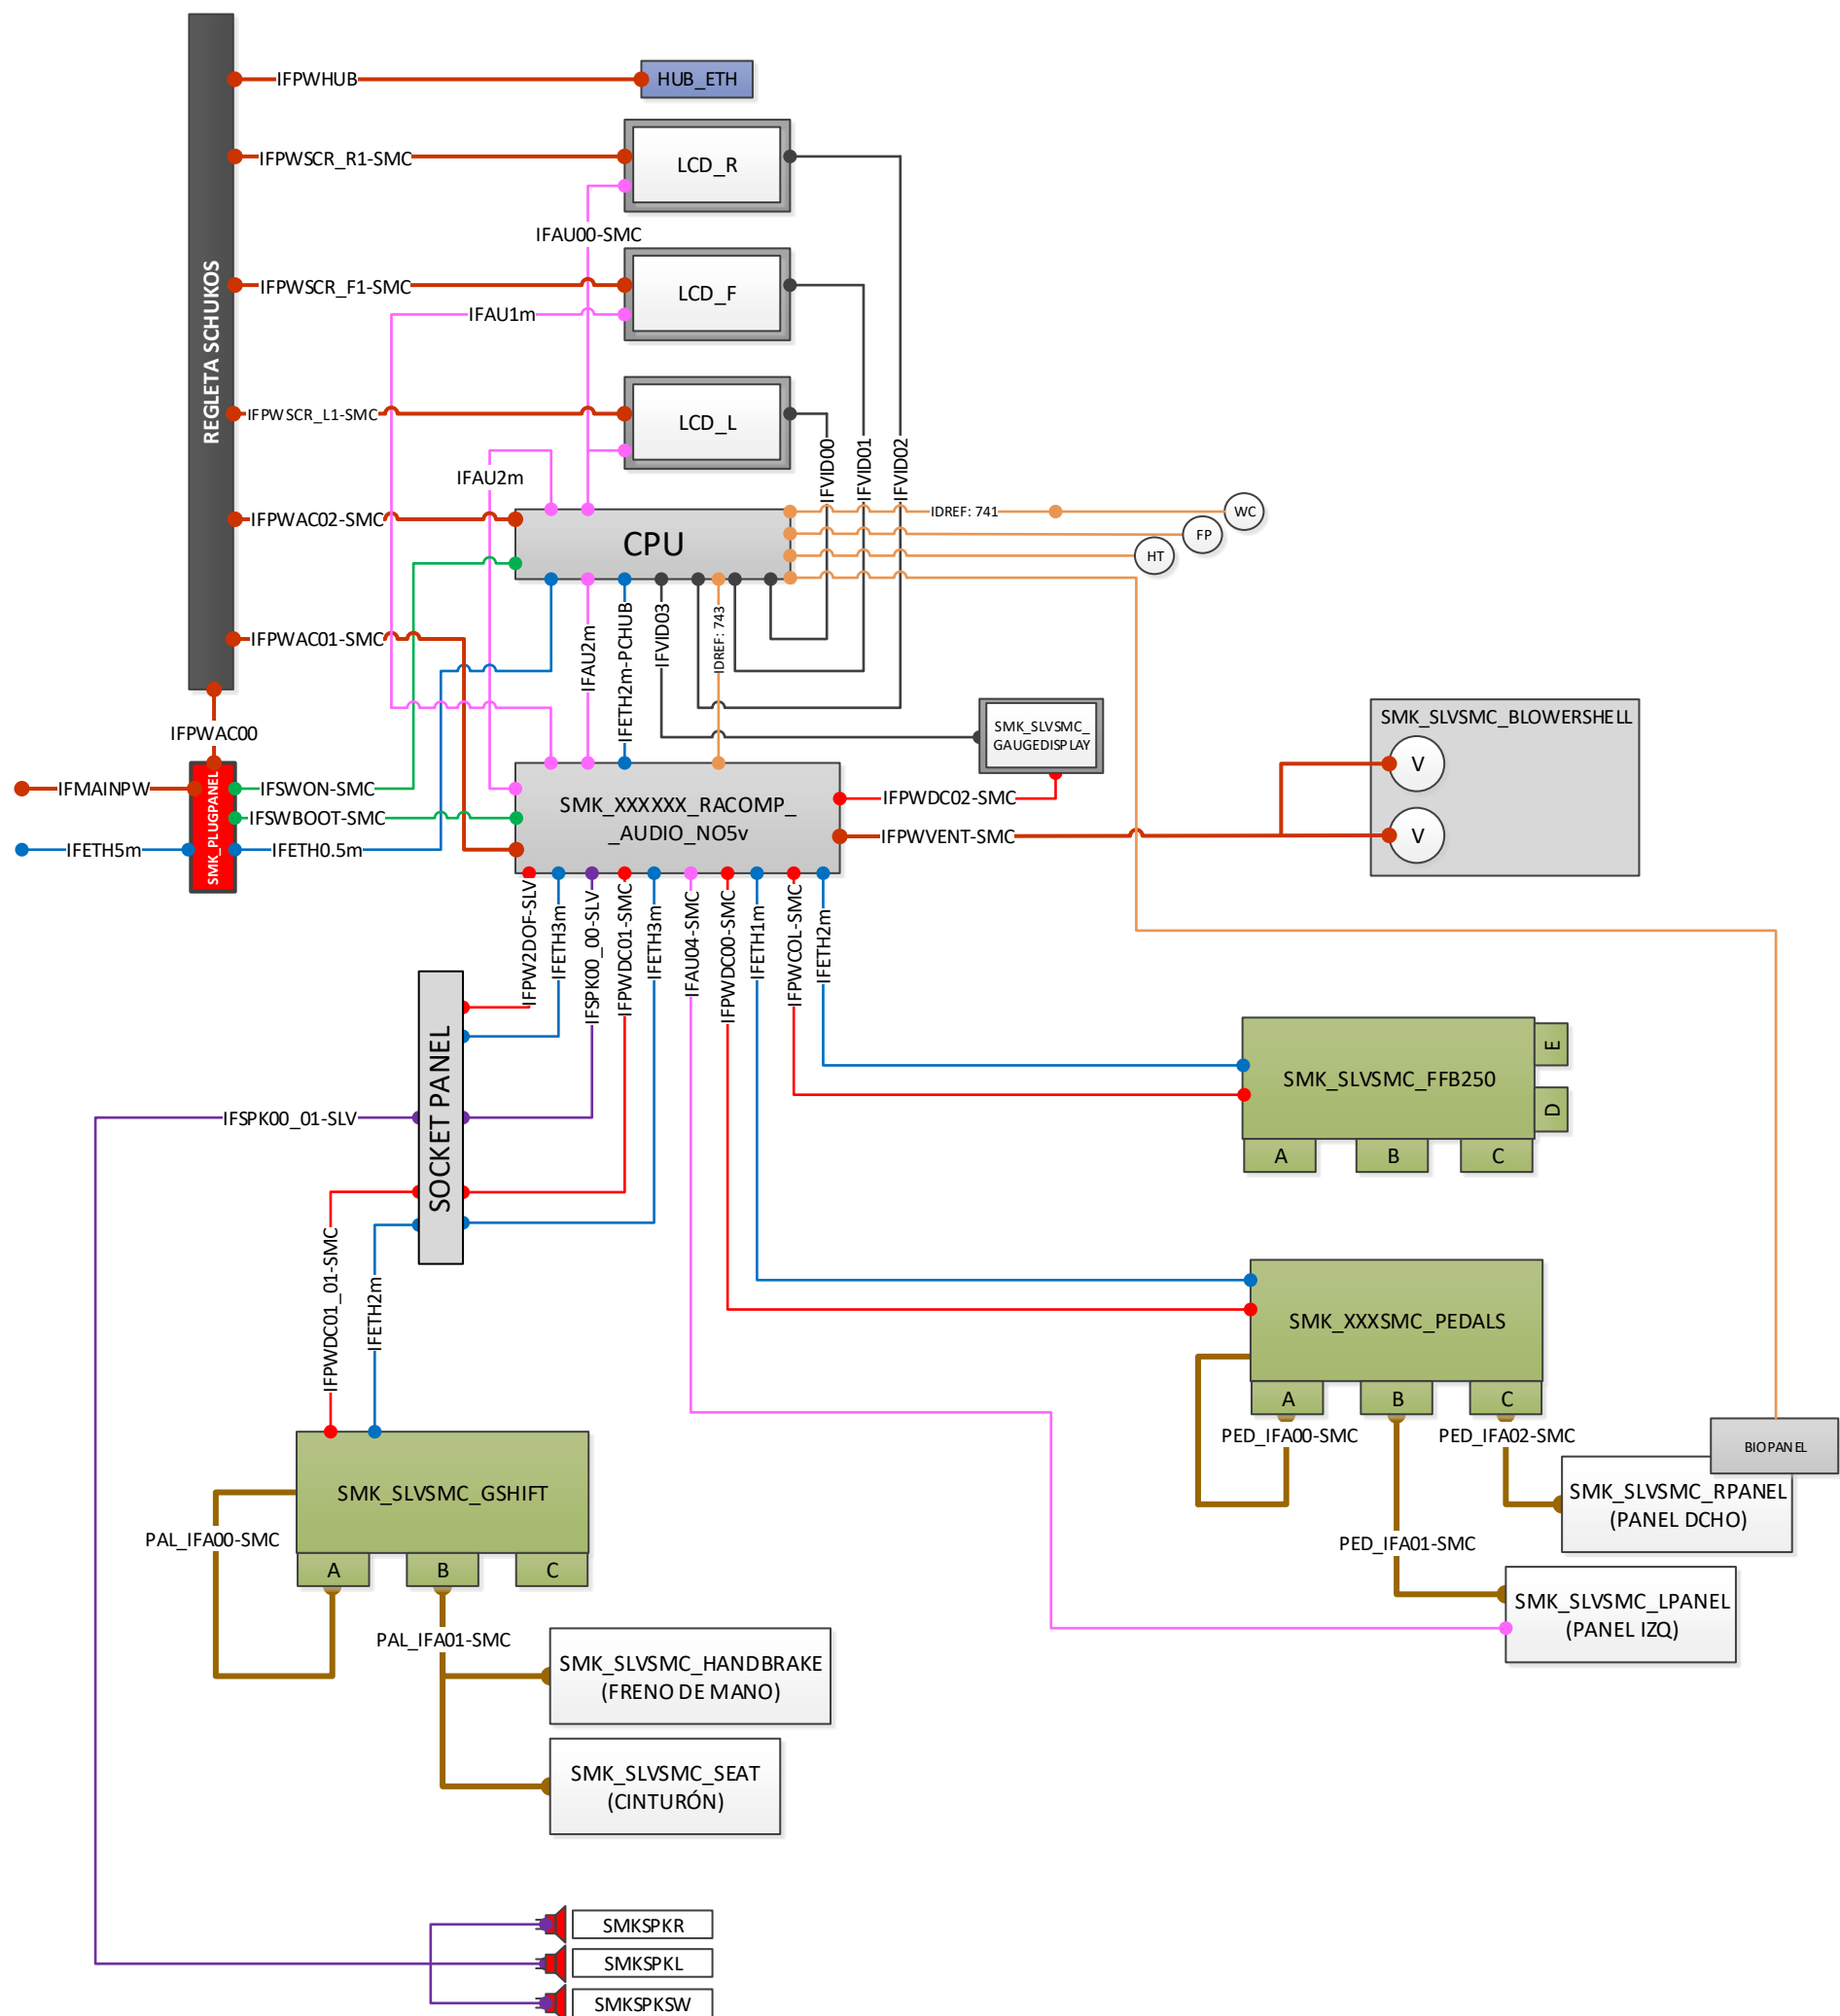 IFPWHUB
HUB_ETH
IFPWSCR_R1-SMC
LCD_R
IFAU00-SMC
REGLETA SCHUKOS
IFPWSCR_F1-SMC
LCD_F
IFAU1m
IFPWSCR_L1-SMC
LCD_L
IFVID00
IFVID01
IFVID02
IFAU2m
IFPWAC02-SMC
CPU
IDREF: 741
WC
FP
HT
IFPWAC01-SMC
IFAU2m
IFETH2m-PCHUB
IFVID03
IDREF: 743
IFPWAC00
SMK_SLVSMC_
GAUGEDISPLAY
SMK_SLVSMC_BLOWERSHELL
V
V
IFMAINPW
SMK_PLUGPANEL
IFSWON-SMC
IFSWBOOT-SMC
IFETH5m
IFETH0.5m
SMK_XXXXXX_RACOMP_
_AUDIO_NO5v
IFPWDC02-SMC
IFPWVENT-SMC
IFPW2DOF-SLV
IFETH3m
IFSPK00_00-SLV
IFPWDC01-SMC
IFETH3m
IFAU04-SMC
IFPWDC00-SMC
IFETH1m
IFPWCOL-SMC
IFETH2m
SOCKET PANEL
SMK_SLVSMC_FFB250
E
D
A
B
C
IFSPK00_01-SLV
IFPWDC01_01-SMC
IFETH2m
SMK_XXXSMC_PEDALS
A
B
C
PED_IFA00-SMC
PED_IFA02-SMC
BIOPANEL
SMK_SLVSMC_RPANEL
(PANEL DCHO)
PED_IFA01-SMC
SMK_SLVSMC_LPANEL
(PANEL IZQ)
SMK_SLVSMC_GSHIFT
PAL_IFA00-SMC
A
B
C
PAL_IFA01-SMC
SMK_SLVSMC_HANDBRAKE
(FRENO DE MANO)
SMK_SLVSMC_SEAT
(CINTURÓN)
SMKSPKR
SMKSPKL
SMKSPKSW